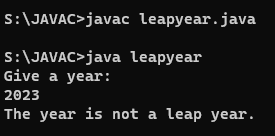 S:\JAVAC>javac leapyear.java
S:\JAVAC>java leapyear
Give a year:
2023
The year is not a leap year.